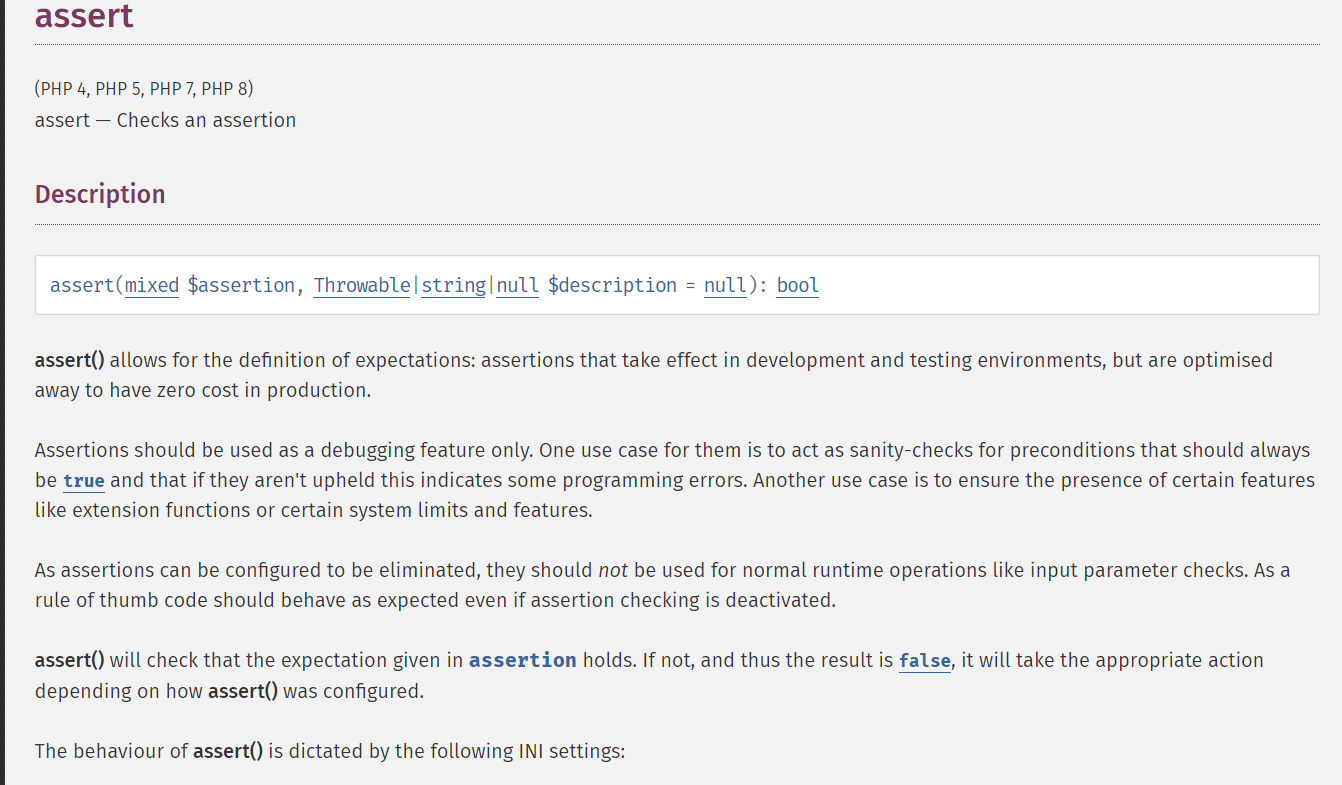 assert
(PHP 4, PHP 5, PHP 7, PHP 8)
assert — Checks an assertion
Description
assert(mixed $assertion, Throwable|string|null $description = null): bool
assert() allows for the definition of expectations: assertions that take effect in development and testing environments, but are optimised
away to have zero cost in production.
Assertions should be used as a debugging feature only. One use case for them is to act as sanity-checks for preconditions that should always
be true and that if they aren't upheld this indicates some programming errors. Another use case is to ensure the presence of certain features
like extension functions or certain system limits and features.
As assertions can be configured to be eliminated, they should not be used for normal runtime operations like input parameter checks. As a
rule of thumb code should behave as expected even if assertion checking is deactivated.
assert() will check that the expectation given in assertion holds. If not, and thus the result is false, it will take the appropriate action
depending on how assert() was configured.
The behaviour of assert() is dictated by the following INI settings: